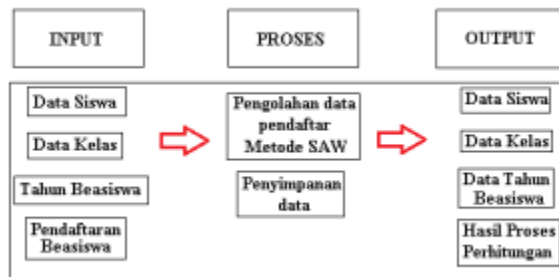 INPUT
PROSES
OUTPUT
Data Siswa
Data Kelas
Tahun Beasiswa
Pendaftaran
Beasiswa
Pengolahan data
pendaftar
Metode SAW
Penyimpanan
data
Data Siswa
Data Kelas
Data Tahun
Beasiswa
Hasil Proses
Perhitungan